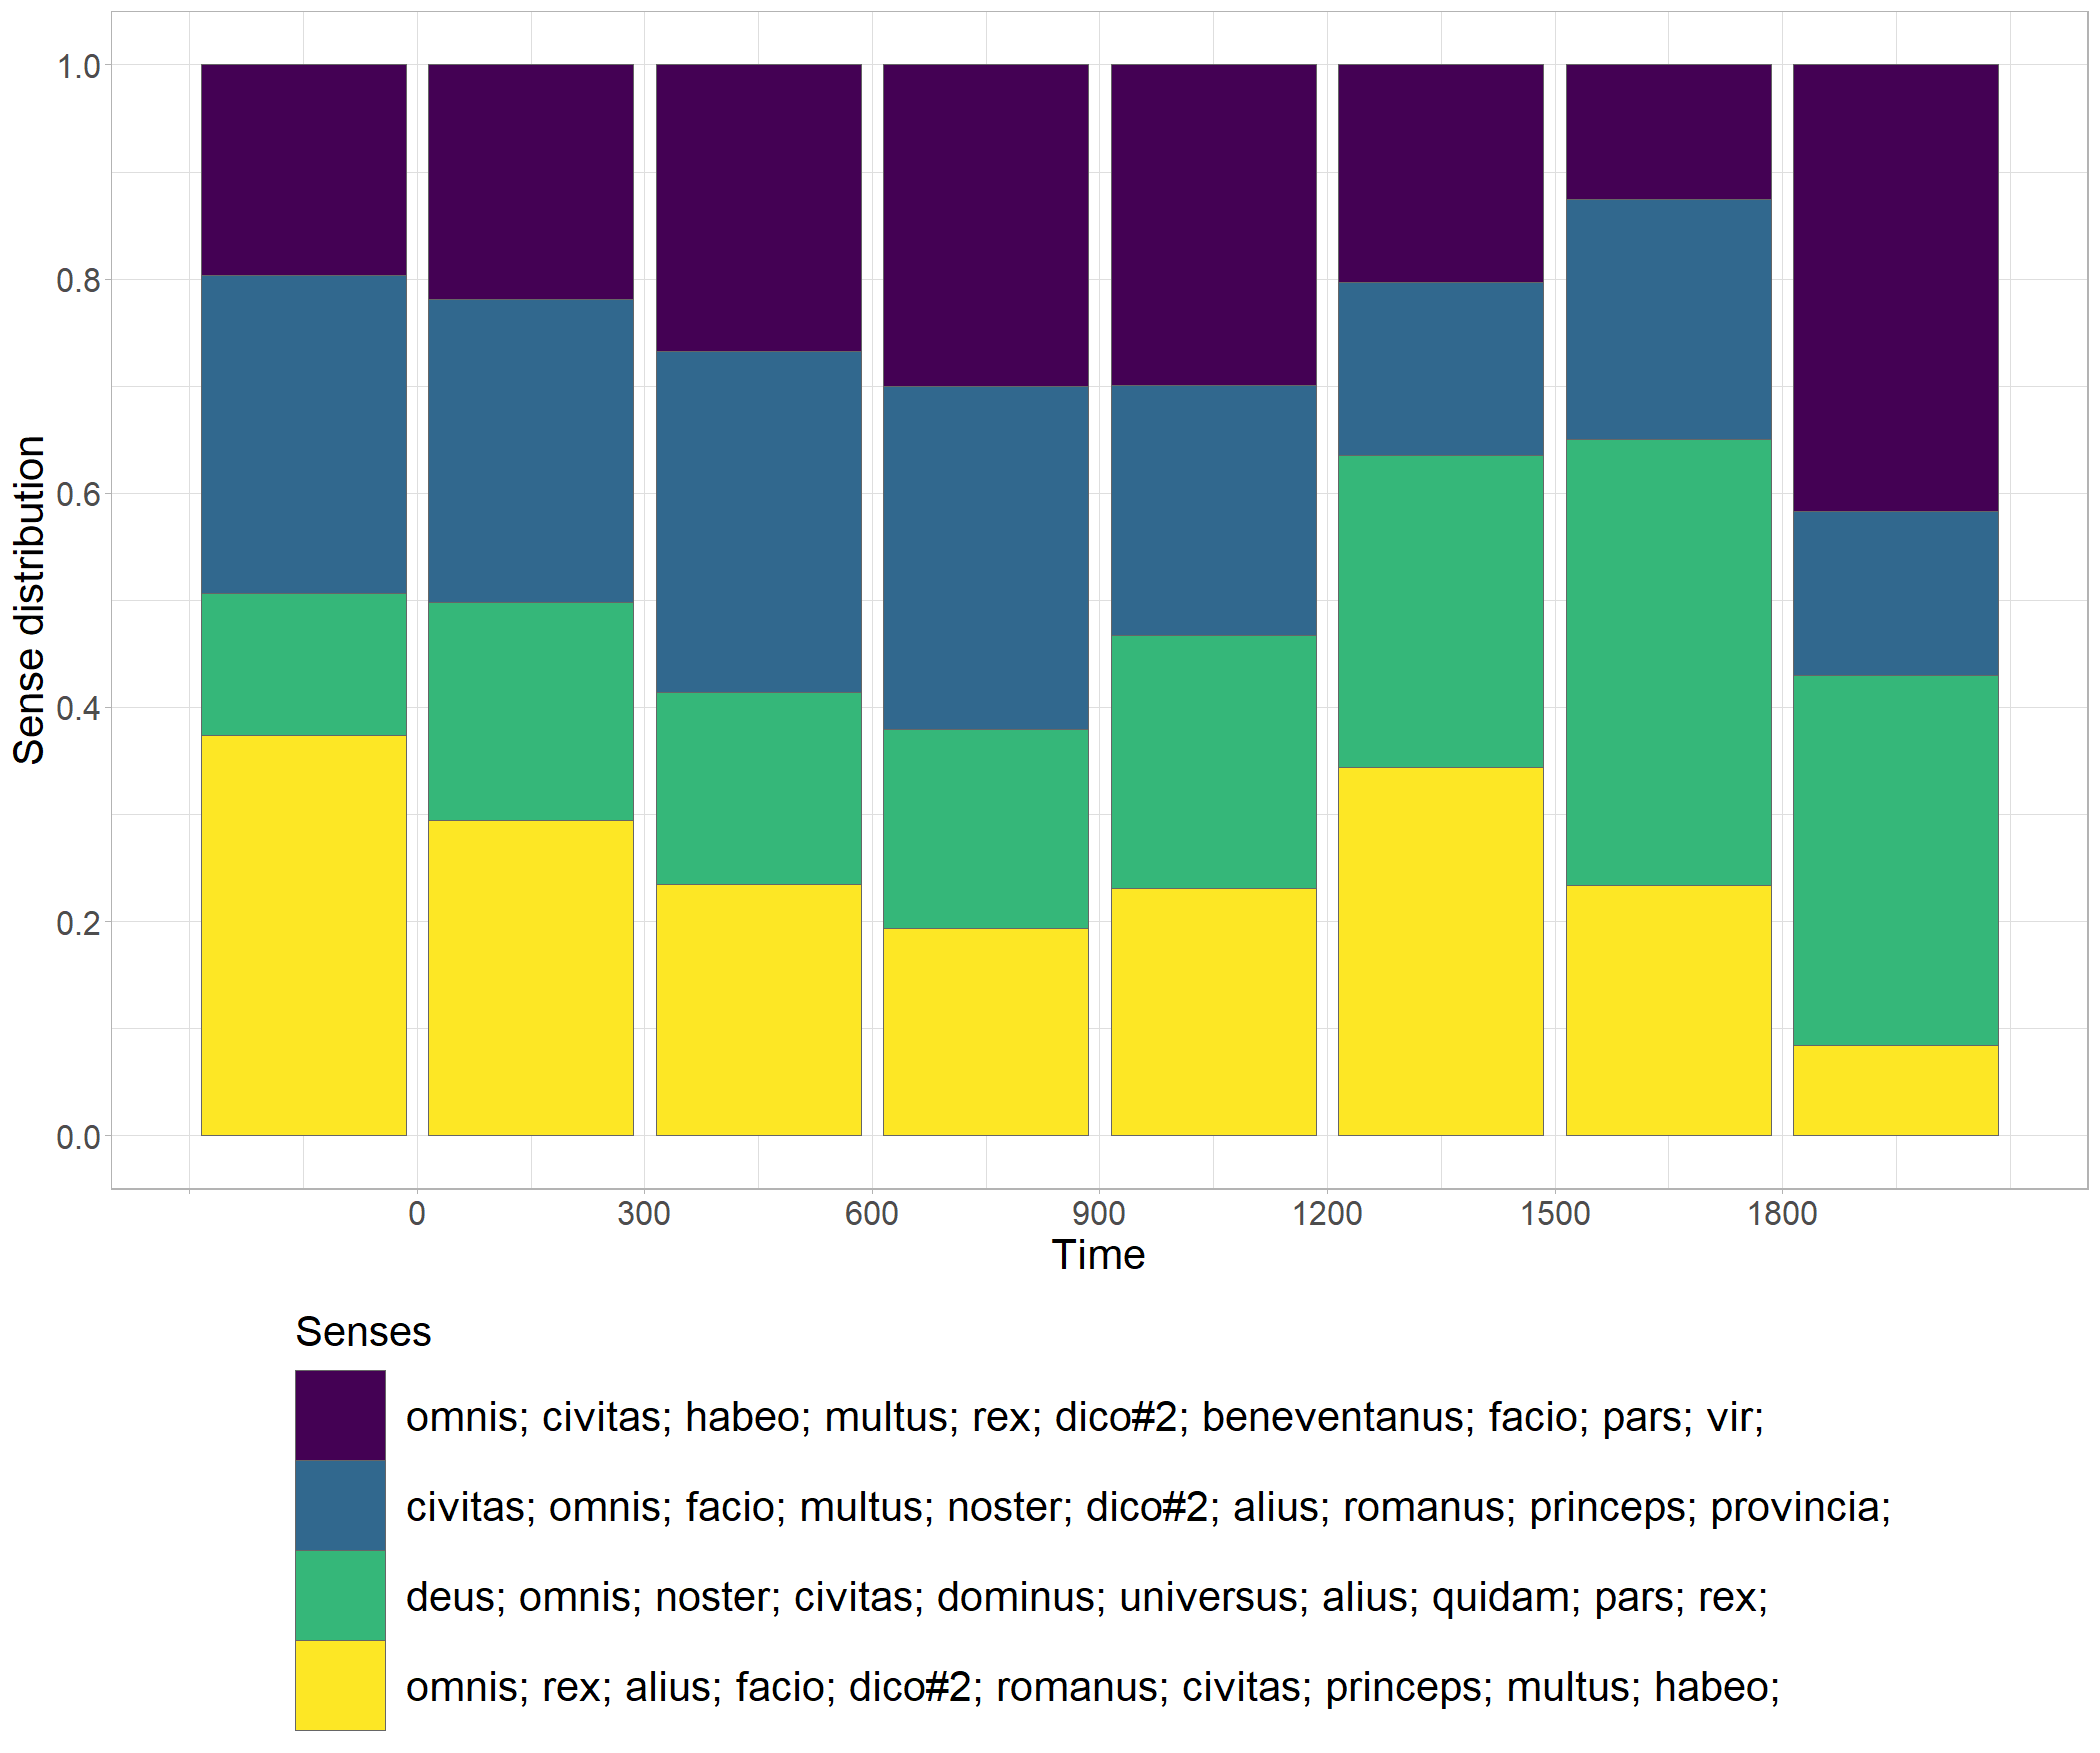 1.0
0.8
0.6
0.4
0.2
0.0
Sense distribution
0 300 600 900 1200 1500 1800
Time
Senses
omnis; civitas; habeo; multus; rex; dico#2; beneventanus; facio; pars; vir;
civitas; omnis; facio; multus; noster; dico#2; alius; romanus; princeps; provincia;
deus; omnis; noster; civitas; dominus; universus; alius; quidam; pars; rex;
omnis; rex; alius; facio; dico#2; romanus; civitas; princeps; multus; habeo;